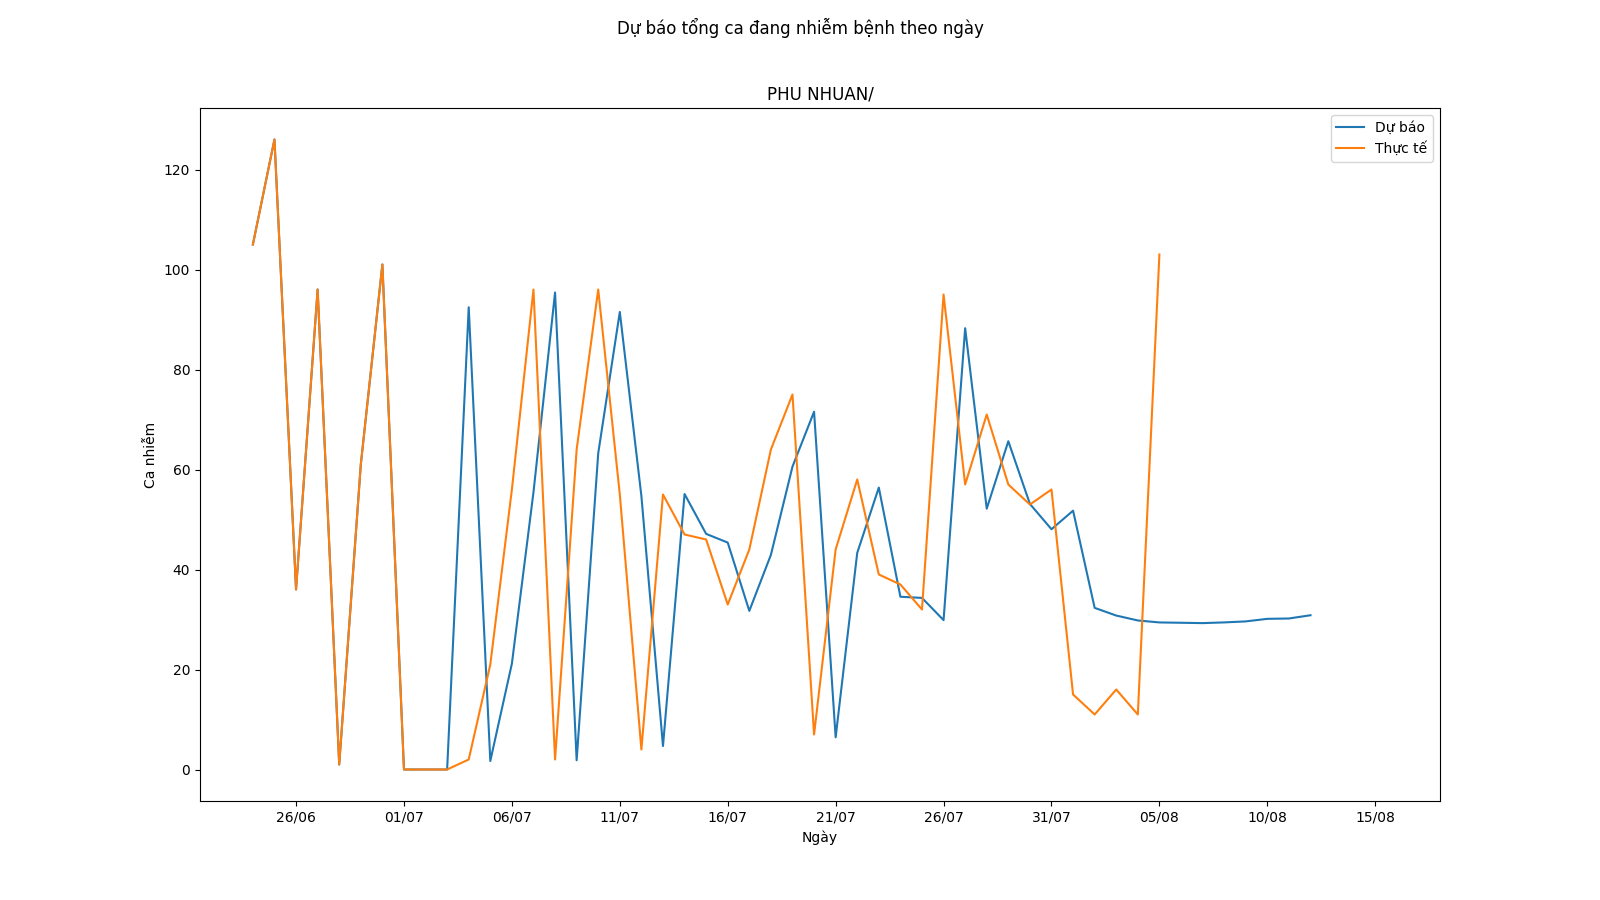 Dự báo tổng ca đang nhiễm bệnh theo ngày
PHU NHUAN/
Dự báo
Thực tế
120
100
80
60
40
20
0
Ca nhiễm
26/06 01/07 06/07 11/07 16/07 21/07 26/07 31/07 05/08 10/08 15/08
Ngày